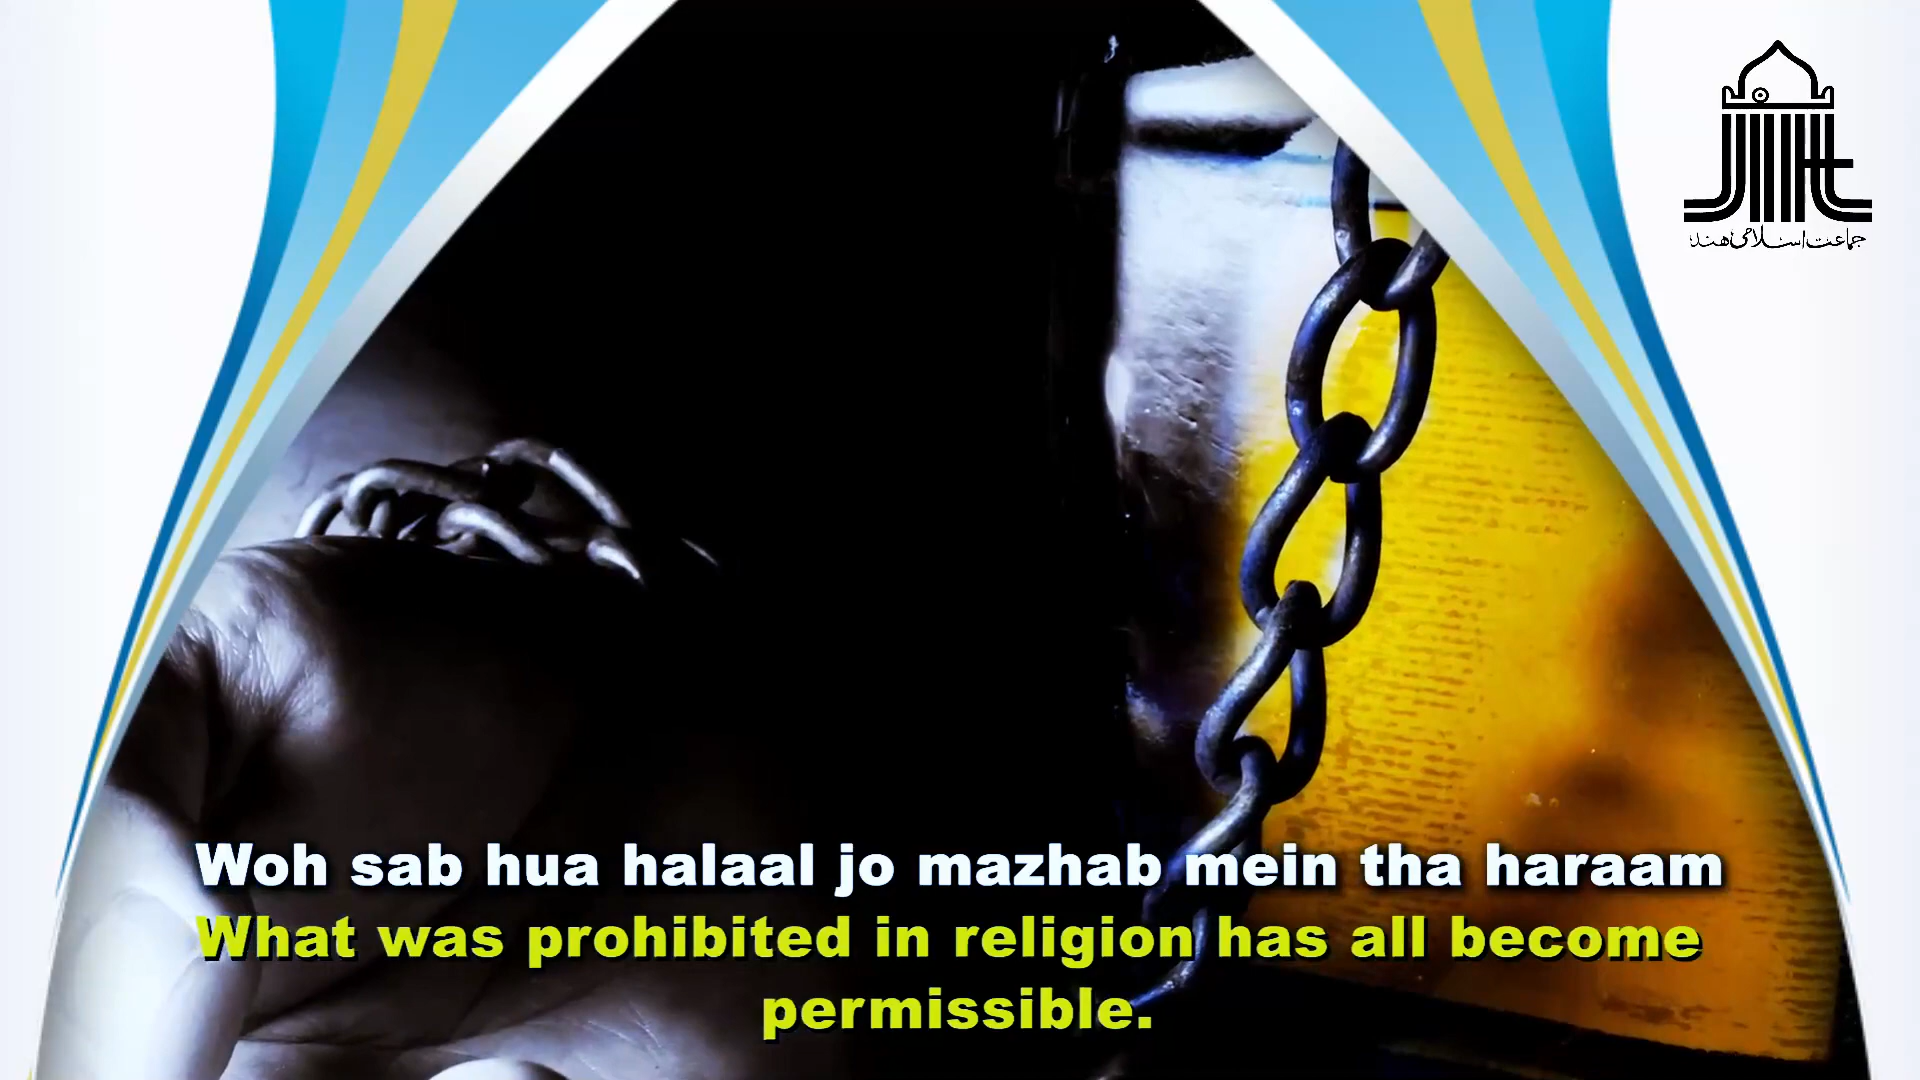 جماعت اسلامی هند
Woh sab hua halaal jo mazhab mein tha haraam
What was prohibited in religion has all become
permissible.